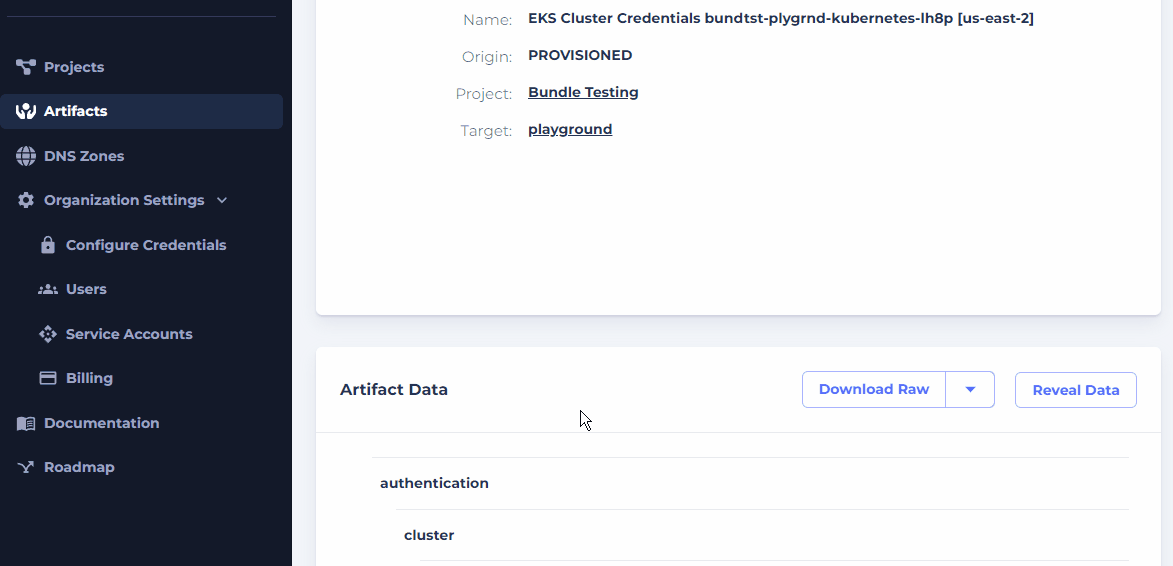 Projects
Artifacts
DNS Zones
Organization Settings
Configure Credentials
Users
Service Accounts
Billing
Documentation
Roadmap
Name: EKS Cluster Credentials bundtst-plygrnd-kubernetes-lh8p [us-east-2]
Origin: PROVISIONED
Project: Bundle Testing
Target: playground
Artifact Data
Download Raw
Reveal Data
authentication
cluster